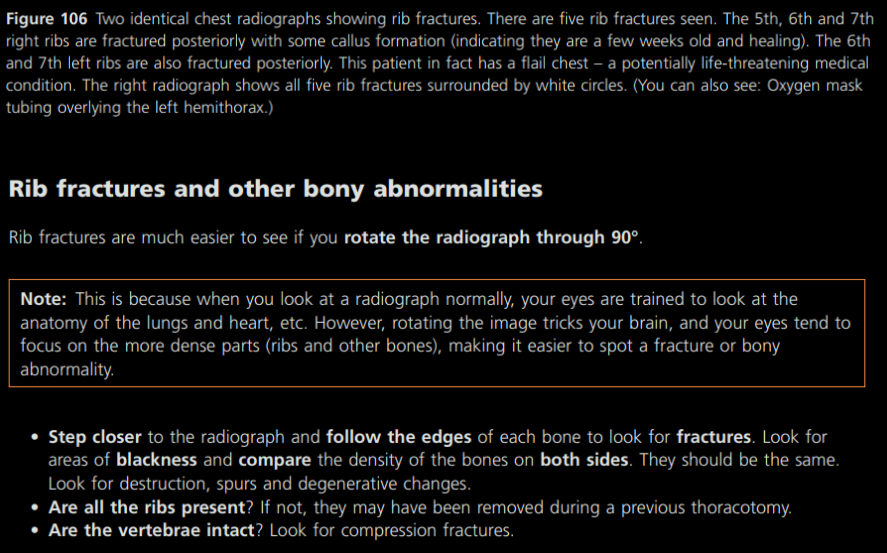 Figure 106 Two identical chest radiographs showing rib fractures. There are five rib fractures seen. The 5th, 6th and 7th
right ribs are fractured posteriorly with some callus formation (indicating they are a few weeks old and healing). The 6th
and 7th left ribs are also fractured posteriorly. This patient in fact has a flail chest – a potentially life-threatening medical
condition. The right radiograph shows all five rib fractures surrounded by white circles. (You can also see: Oxygen mask
tubing overlying the left hemithorax.)
Rib fractures and other bony abnormalities
Rib fractures are much easier to see if you rotate the radiograph through 90°.
Note: This is because when you look at a radiograph normally, your eyes are trained to look at the
anatomy of the lungs and heart, etc. However, rotating the image tricks your brain, and your eyes tend to
focus on the more dense parts (ribs and other bones), making it easier to spot a fracture or bony
abnormality.
• Step closer to the radiograph and follow the edges of each bone to look for fractures. Look for
areas of blackness and compare the density of the bones on both sides. They should be the same.
Look for destruction, spurs and degenerative changes.
• Are all the ribs present? If not, they may have been removed during a previous thoracotomy.
• Are the vertebrae intact? Look for compression fractures.